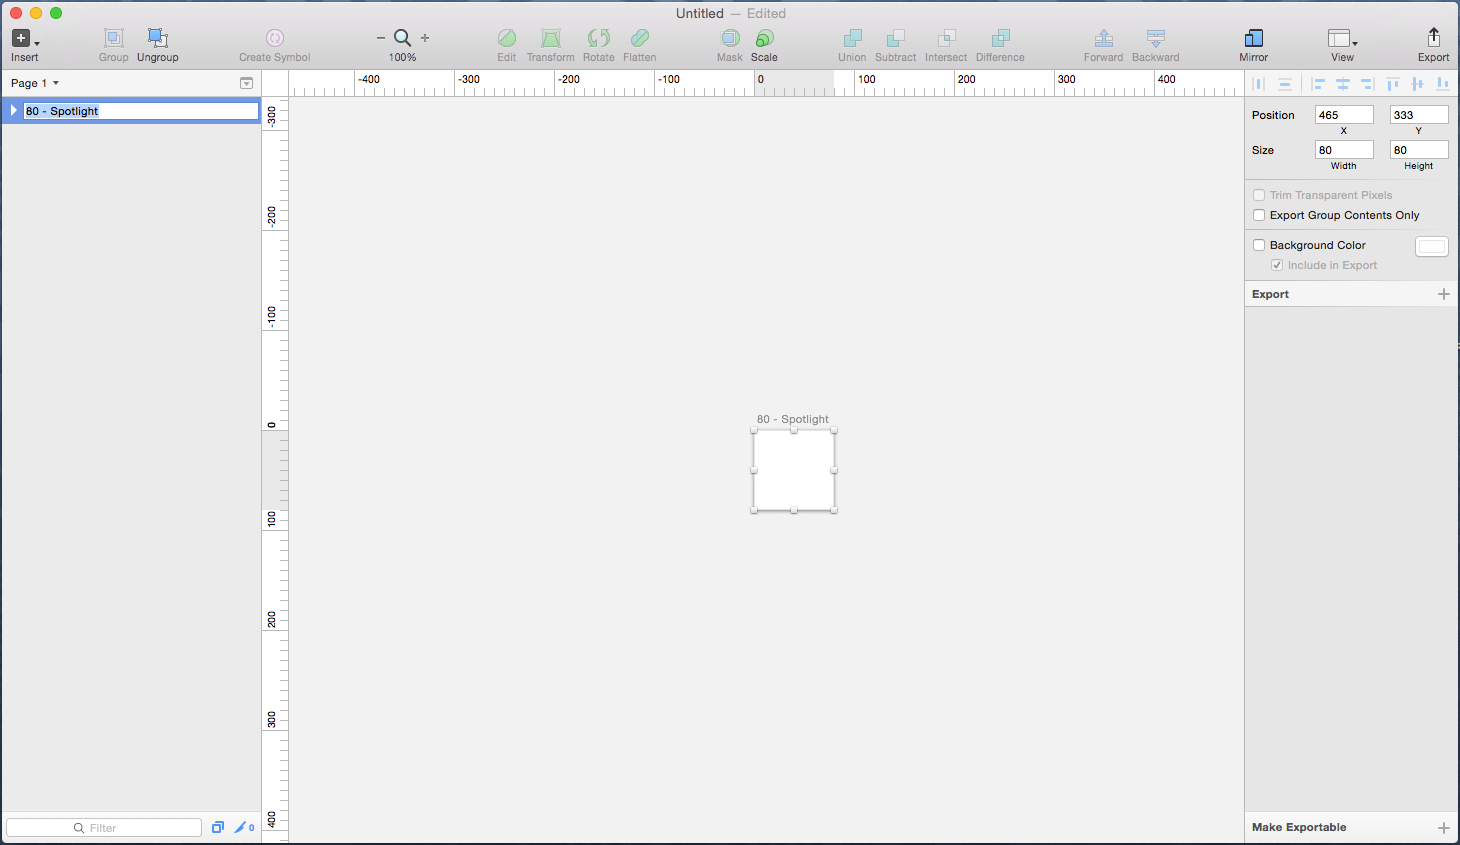 Untitled — Edited
Insert Group Ungroup Create Symbol 100% Edit Transform Rotate Flatten Mask Scale Union Subtract Intersect Difference Forward Backward Mirror View Export
Page 1
80 - Spotlight
-400 -300 -200 -100 0 100 200 300 400
-300
-200
-100
0
100
200
300
400
80 - Spotlight
Position 465 333
X Y
Size 80 80
Width Height
Trim Transparent Pixels
Export Group Contents Only
Background Color
Include in Export
Export
Filter 0
Make Exportable